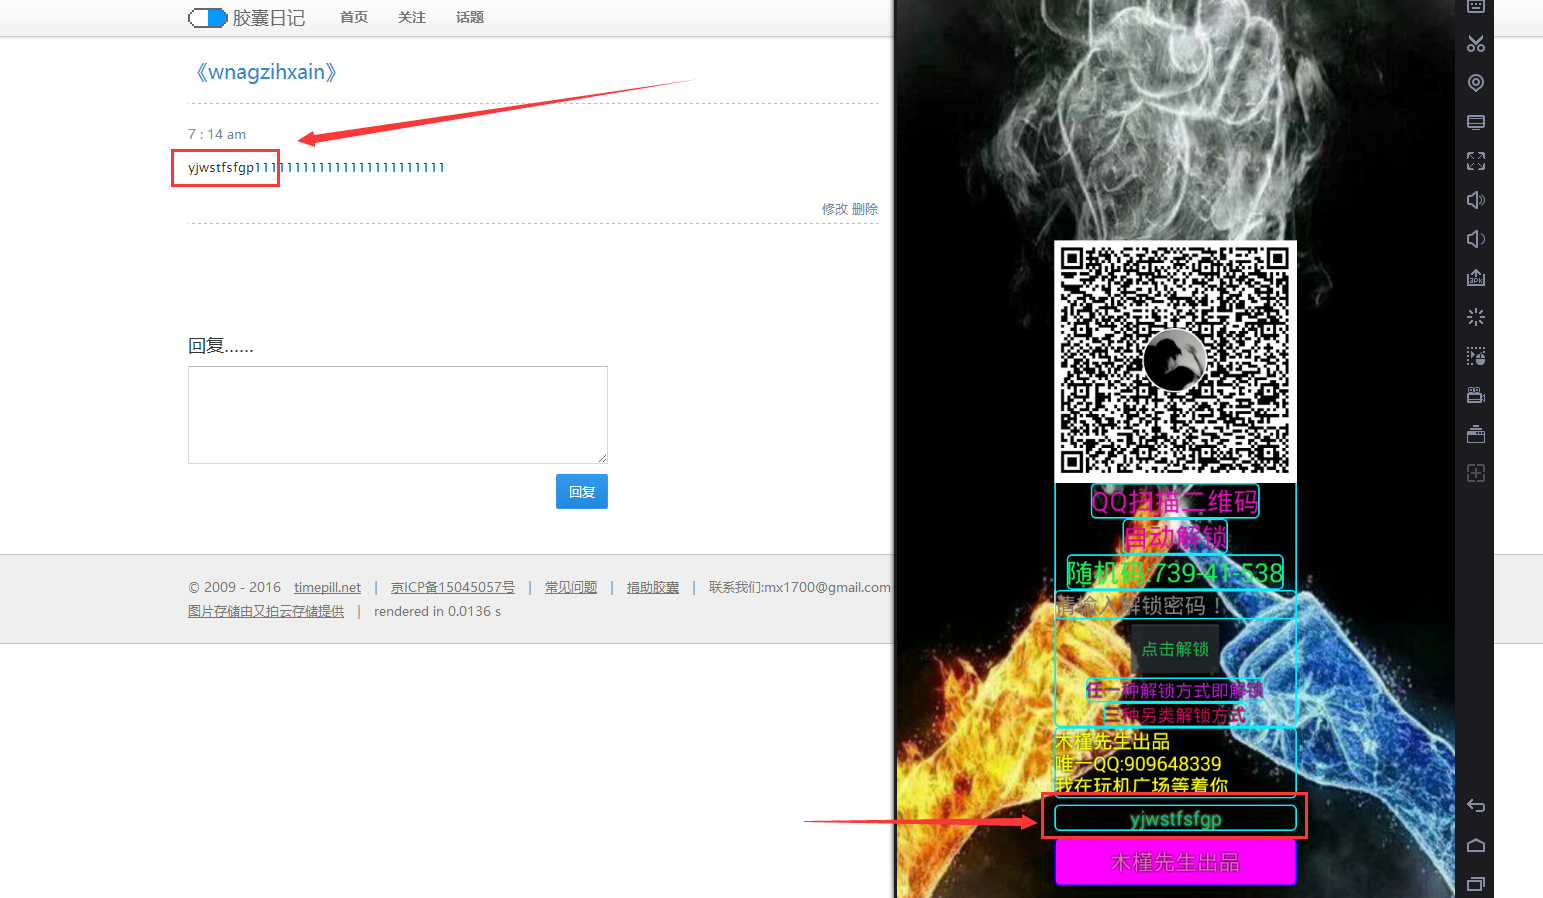 胶囊日记 首页 关注 话题
《wnagzihxain》
7 : 14 am
yjwstfsfgp111111111111111111111111
修改 删除
回复......
回复
© 2009 - 2016 timepill.net | 京ICP备15045057号 | 常见问题 | 捐助胶囊 | 联系我们:mx1700@gmail.com
图片存储由又拍云存储提供 | rendered in 0.0136 s
QQ扫描二维码
自动解锁
随机码:739-41-538
请输入解锁密码！
点击解锁
任一种解锁方式即解锁
三种另类解锁方式
木槿先生出品
唯一QQ:909648339
我在玩机广场等着你
yjwstfsfgp
木槿先生出品